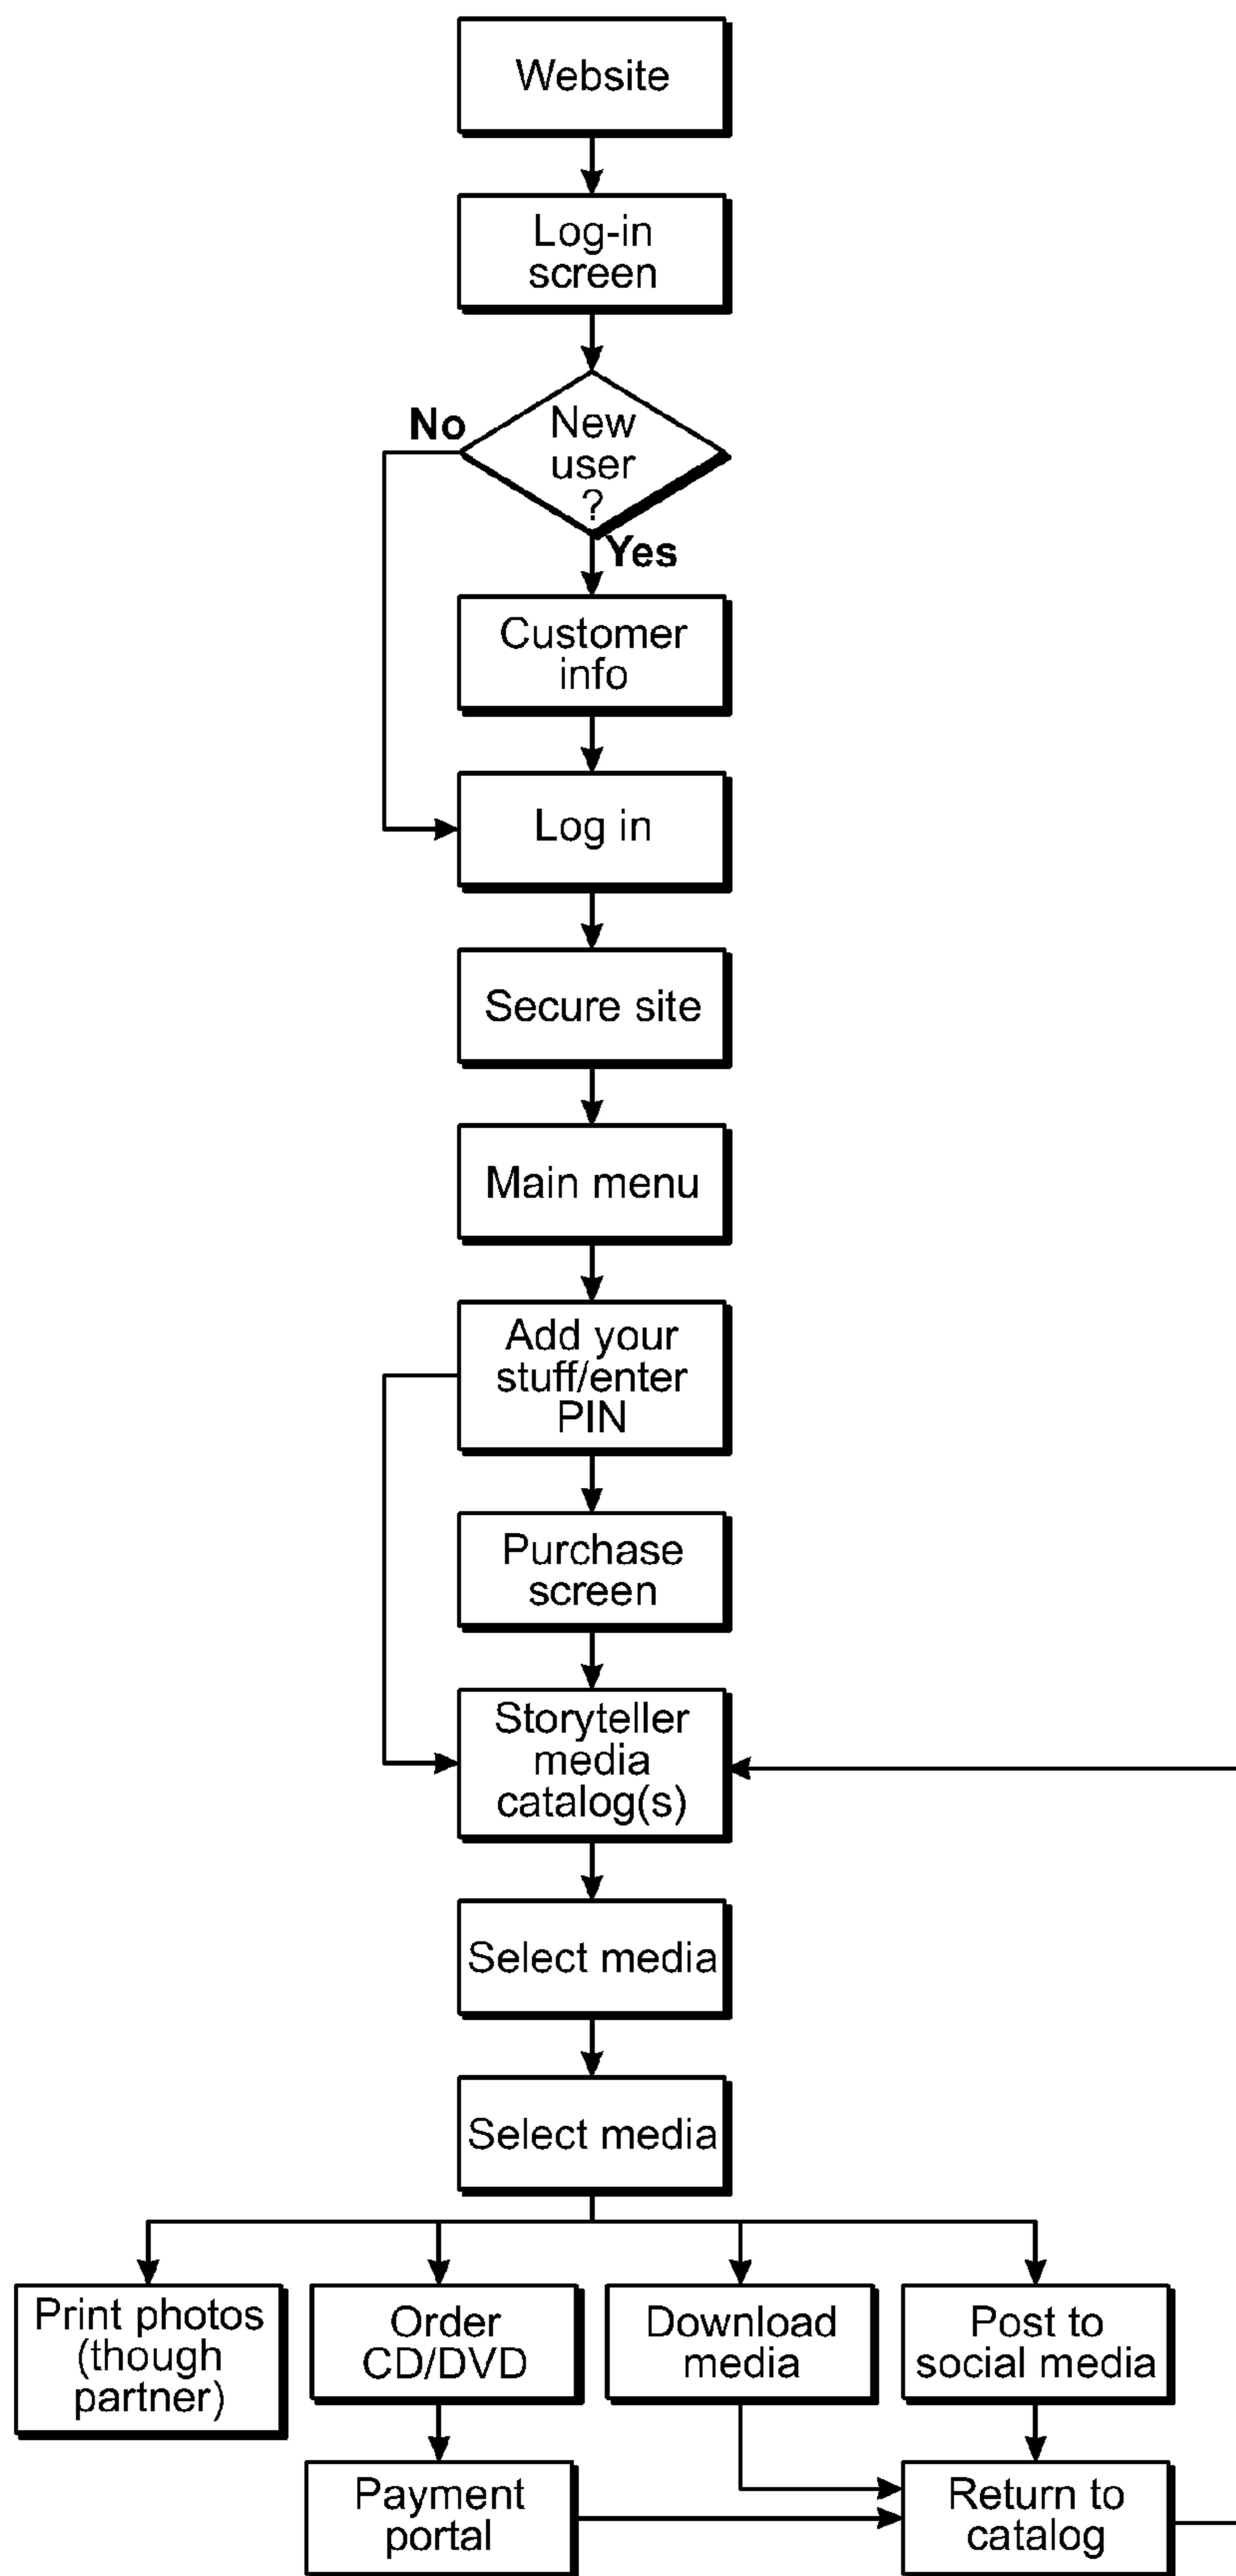 Website
Log-in
screen
No
New
user
?
Yes
Customer
info
Log in
Secure site
Main menu
Add your
stuff/enter
PIN
Purchase
screen
Storyteller
media
catalog(s)
Select media
Select media
Print photos
(though
partner)
Order
CD/DVD
Download
media
Post to
social media
Payment
portal
Return to
catalog